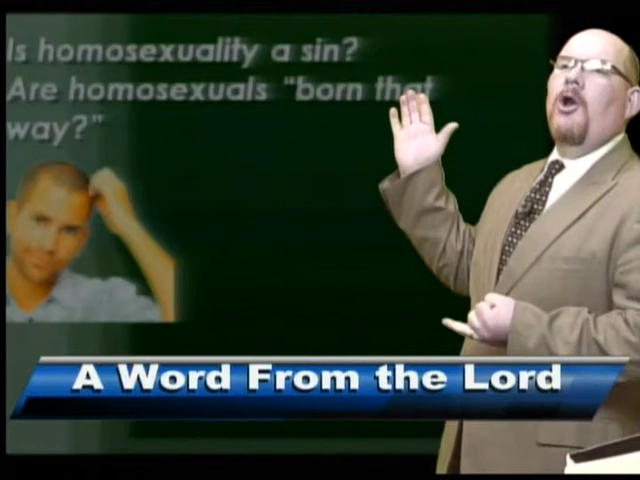 Is homosexuality a sin?
Are homosexuals "born that
way?"
A Word From the Lord